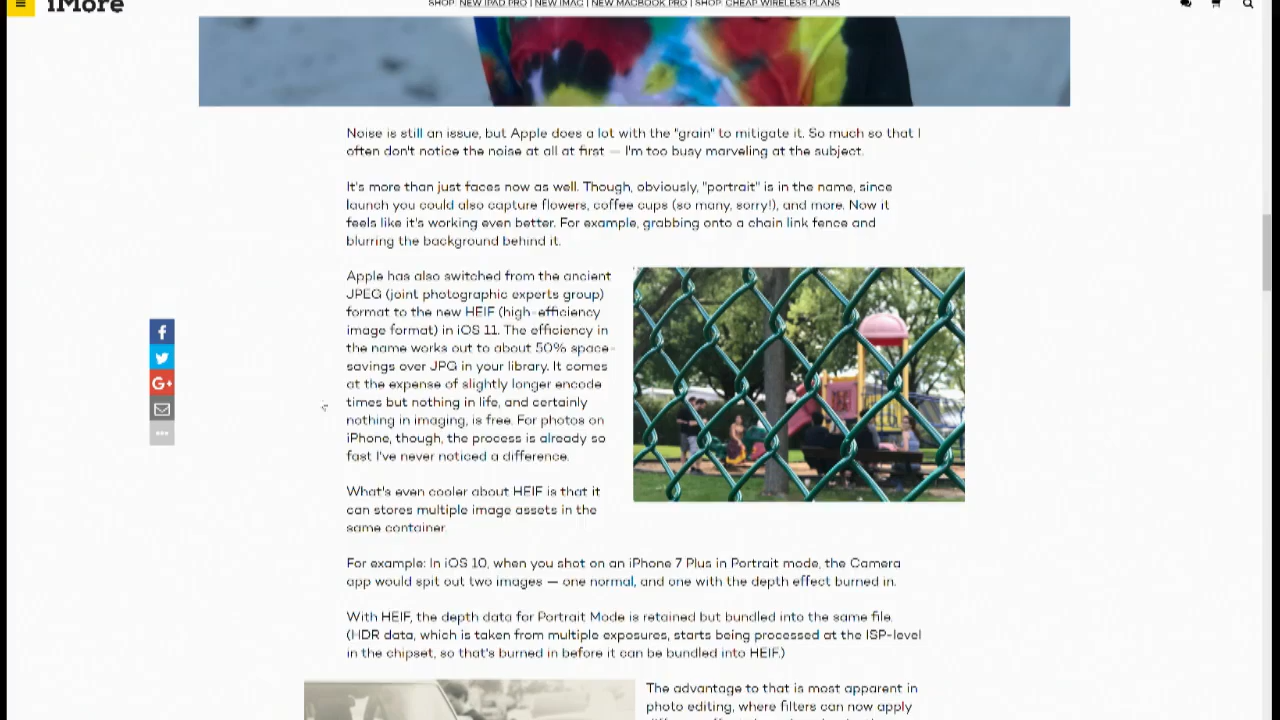 iMore
SHOP: NEW IPAD PRO | NEW IMAC | NEW MACBOOK PRO | SHOP: CHEAP WIRELESS PLANS
Noise is still an issue, but Apple does a lot with the "grain" to mitigate it. So much so that I
often don't notice the noise at all at first — I'm too busy marveling at the subject.
It's more than just faces now as well. Though, obviously, "portrait" is in the name, since
launch you could also capture flowers, coffee cups (so many, sorry!), and more. Now it
feels like it's working even better. For example, grabbing onto a chain link fence and
blurring the background behind it.
Apple has also switched from the ancient
JPEG (joint photographic experts group)
format to the new HEIF (high-efficiency
image format) in iOS 11. The efficiency in
the name works out to about 50% space-
savings over JPG in your library. It comes
at the expense of slightly longer encode
times but nothing in life, and certainly
nothing in imaging, is free. For photos on
iPhone, though, the process is already so
fast I've never noticed a difference.
What's even cooler about HEIF is that it
can stores multiple image assets in the
same container.
For example: In iOS 10, when you shot on an iPhone 7 Plus in Portrait mode, the Camera
app would spit out two images — one normal, and one with the depth effect burned in.
With HEIF, the depth data for Portrait Mode is retained but bundled into the same file.
(HDR data, which is taken from multiple exposures, starts being processed at the ISP-level
in the chipset, so that's burned in before it can be bundled into HEIF.)
The advantage to that is most apparent in
photo editing, where filters can now apply